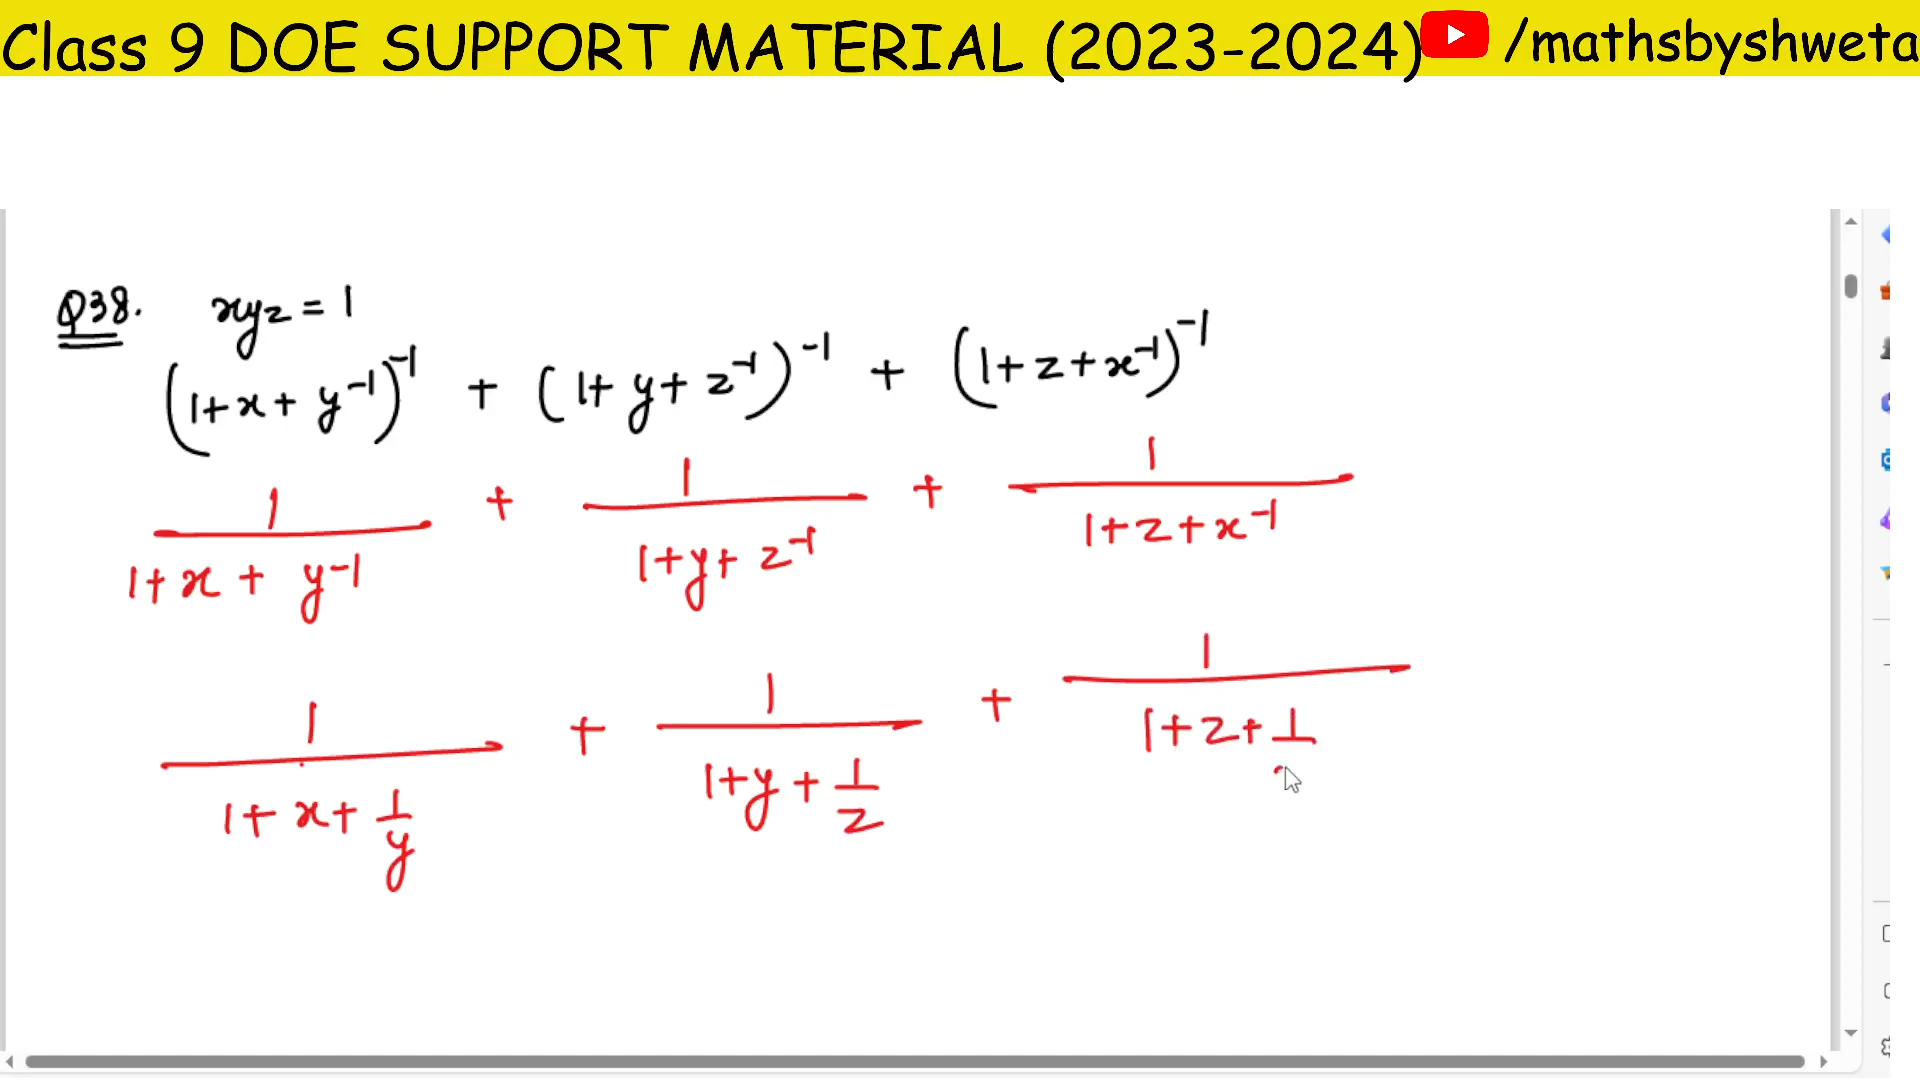 Class 9 DOE SUPPORT MATERIAL (2023-2024) /mathsbyshweta
Q38. xyz = 1
(1+x+y⁻¹)⁻¹ + (1+y+z⁻¹)⁻¹ + (1+z+x⁻¹)⁻¹
1/(1+x+y⁻¹) + 1/(1+y+z⁻¹) + 1/(1+z+x⁻¹)
1/(1+x+1/y) + 1/(1+y+1/z) + 1/(1+z+1/